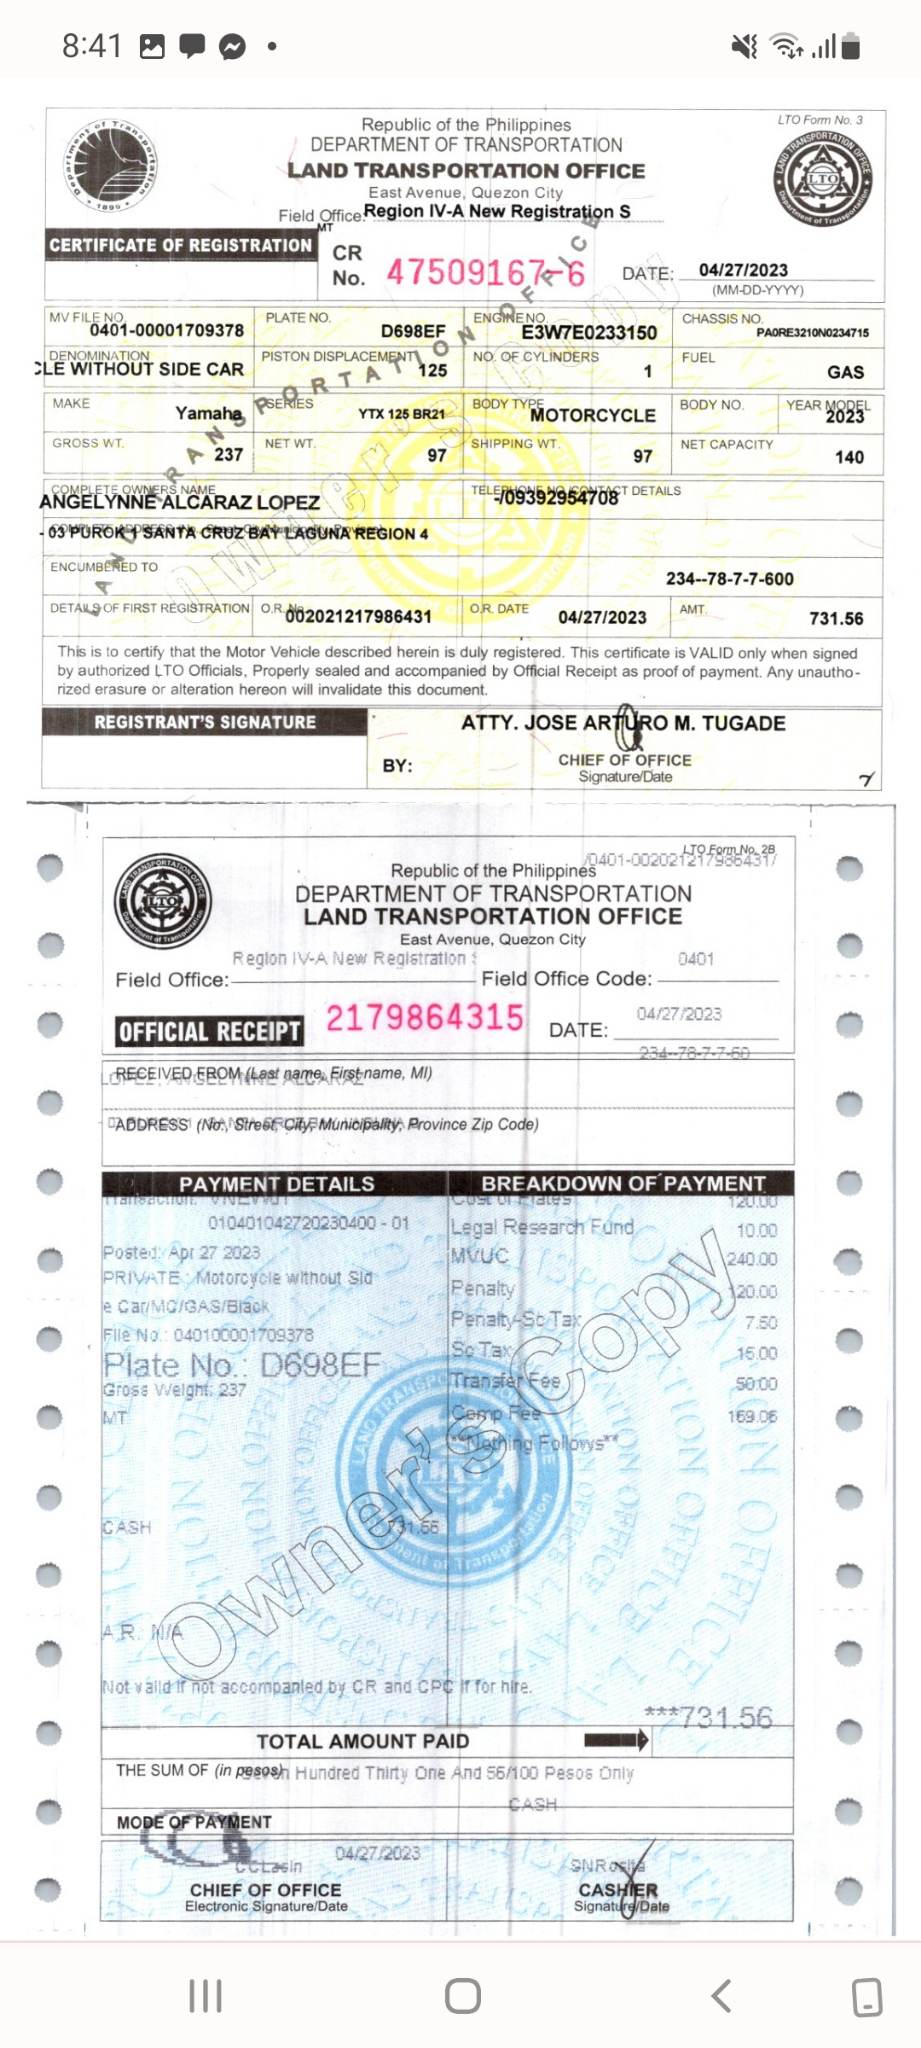 8:41
LTO Form No. 3
Republic of the Philippines
DEPARTMENT OF TRANSPORTATION
LAND TRANSPORTATION OFFICE
East Avenue, Quezon City
Field Office: Region IV-A New Registration S
MT
CERTIFICATE OF REGISTRATION
CR No. 47509167-6
DATE: 04/27/2023
(MM-DD-YYYY)
MV FILE NO. PLATE NO. ENGINE NO. CHASSIS NO.
0401-00001709378 D698EF E3W7E0233150 PA0RE3210N0234715
DENOMINATION PISTON DISPLACEMENT NO. OF CYLINDERS FUEL
CLE WITHOUT SIDE CAR 125 1 GAS
MAKE SERIES BODY TYPE BODY NO. YEAR MODEL
Yamaha YTX 125 BR21 MOTORCYCLE 2023
GROSS WT. NET WT. SHIPPING WT. NET CAPACITY
237 97 97 140
COMPLETE OWNERS NAME TELEPHONE NO./CONTACT DETAILS
ANGELYNNE ALCARAZ LOPEZ -/09392954708
COMPLETE ADDRESS (No., Street, City/Municipality, Province)
- 03 PUROK 1 SANTA CRUZ BAY LAGUNA REGION 4
ENCUMBERED TO
234--78-7-7-600
DETAILS OF FIRST REGISTRATION O.R. No. O.R. DATE AMT.
002021217986431 04/27/2023 731.56
This is to certify that the Motor Vehicle described herein is duly registered. This certificate is VALID only when signed
by authorized LTO Officials, Properly sealed and accompanied by Official Receipt as proof of payment. Any unautho-
rized erasure or alteration hereon will invalidate this document.
REGISTRANT'S SIGNATURE
ATTY. JOSE ARTURO M. TUGADE
BY: CHIEF OF OFFICE
Signature/Date
LAND TRANSPORTATION OFFICE
Owner's Copy
LTO Form No. 2B
/0401-002021217986431/
Republic of the Philippines
DEPARTMENT OF TRANSPORTATION
LAND TRANSPORTATION OFFICE
East Avenue, Quezon City
Region IV-A New Registration S 0401
Field Office: Field Office Code:
OFFICIAL RECEIPT 2179864315 DATE: 04/27/2023
234--78-7-7-60
RECEIVED FROM (Last name, First name, MI)
LOPEZ, ANGELYNNE ALCARAZ
ADDRESS (No., Street, City, Municipality, Province Zip Code)
PAYMENT DETAILS BREAKDOWN OF PAYMENT
Transaction: VNEW01 Cost of Plates 120.00
010401042720230400 - 01 Legal Research Fund 10.00
Posted: Apr 27 2023 MVUC 240.00
PRIVATE : Motorcycle without Sid Penalty 120.00
e Car/MC/GAS/Black Penalty-Sc Tax 7.50
File No.: 040100001709378 Sc Tax 15.00
Plate No.: D698EF Transfer Fee 50.00
Gross Weight: 237
MT Comp Fee 169.06
**Nothing Follows**
CASH 731.56
A.R. N/A
Not valid if not accompanied by CR and CPC if for hire.
***731.56
Owner's Copy
TOTAL AMOUNT PAID
THE SUM OF (in pesos) Seven Hundred Thirty One And 56/100 Pesos Only
CASH
MODE OF PAYMENT
04/27/2023
CCLasin SNRosita
CHIEF OF OFFICE CASHIER
Electronic Signature/Date Signature/Date